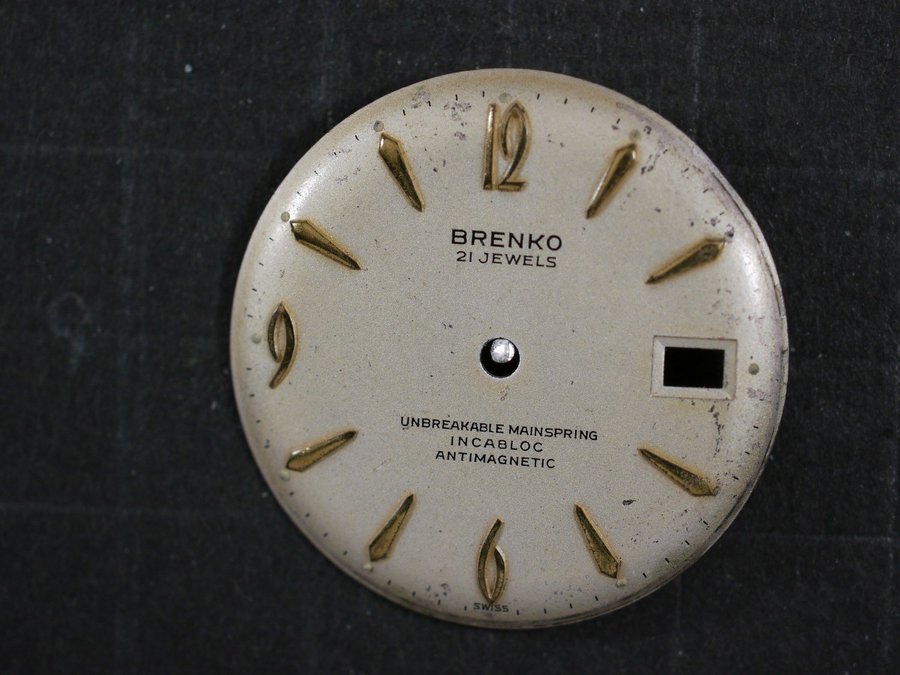 12
BRENKO
21 JEWELS
9
UNBREAKABLE MAINSPRING
INCABLOC
ANTIMAGNETIC
6
SWISS